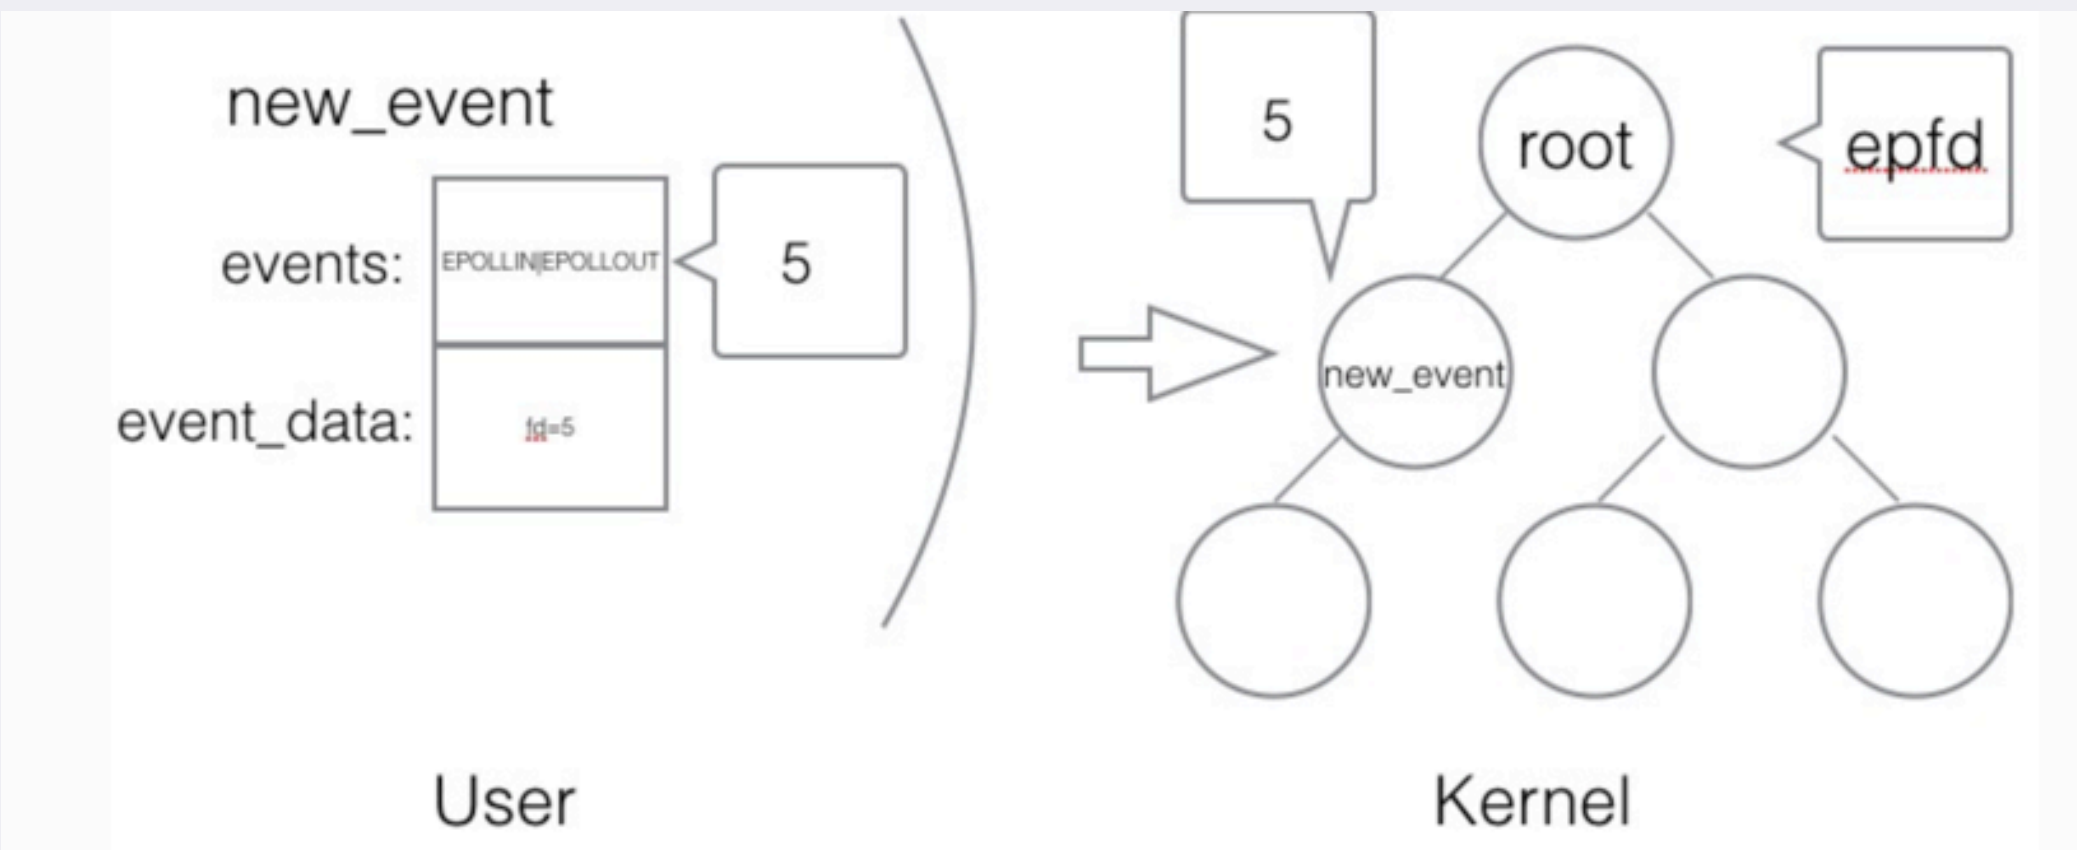 new_event
events:
EPOLLIN|EPOLLOUT
5
event_data:
fd=5
User
5
root
epfd
new_event
Kernel